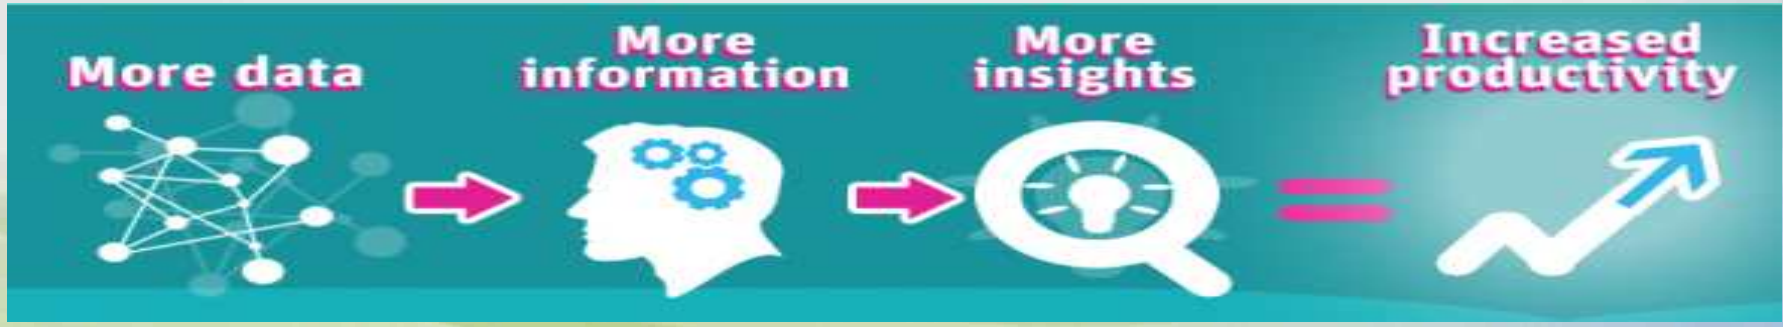 More data
More
information
More
insights
Increased
productivity